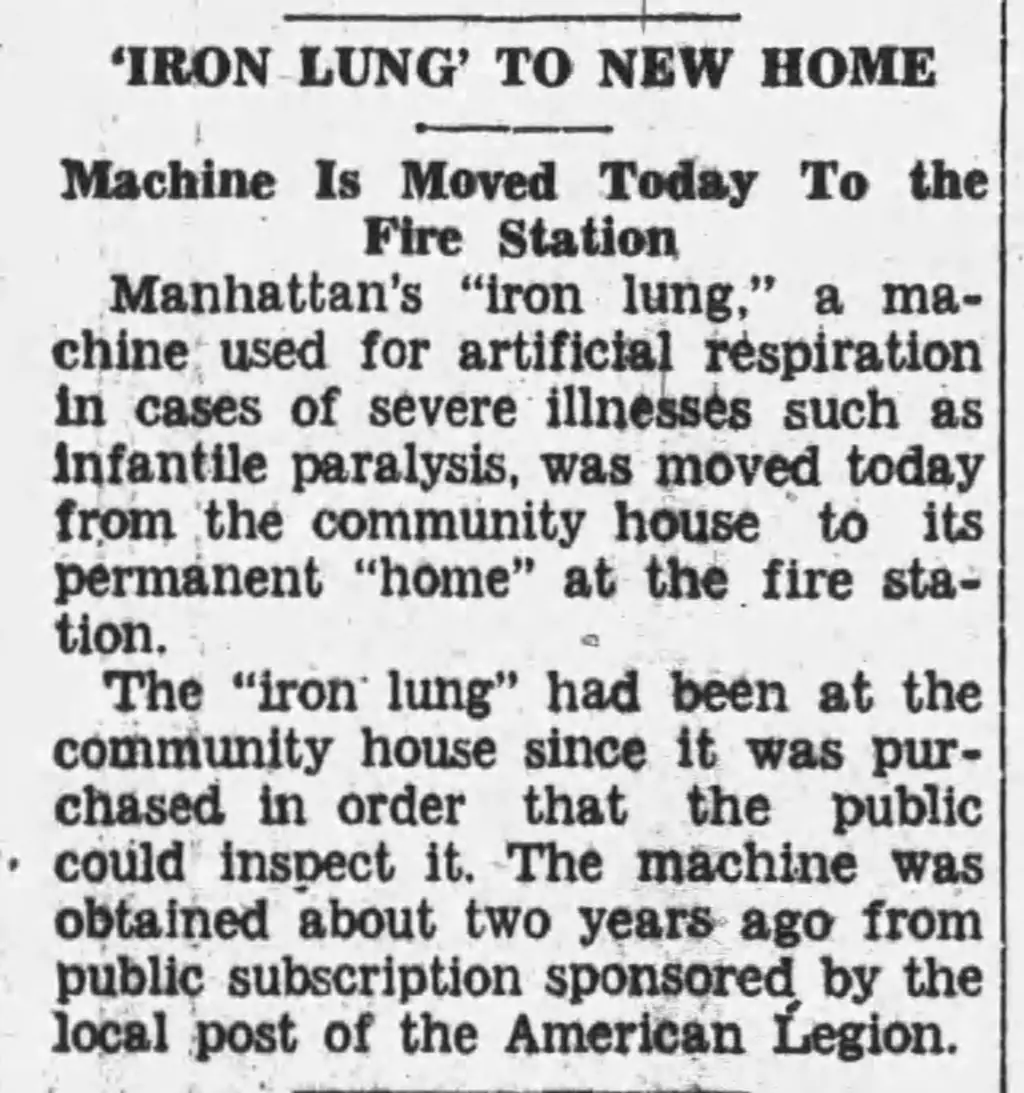 ‘IRON LUNG’ TO NEW HOME
Machine Is Moved Today To the
Fire Station
Manhattan’s “iron lung,” a ma-
chine used for artificial respiration
in cases of severe illnesses such as
infantile paralysis, was moved today
from the community house to its
permanent “home” at the fire sta-
tion.
The “iron lung” had been at the
community house since it was pur-
chased in order that the public
could inspect it. The machine was
obtained about two years ago from
public subscription sponsored by the
local post of the American Legion.